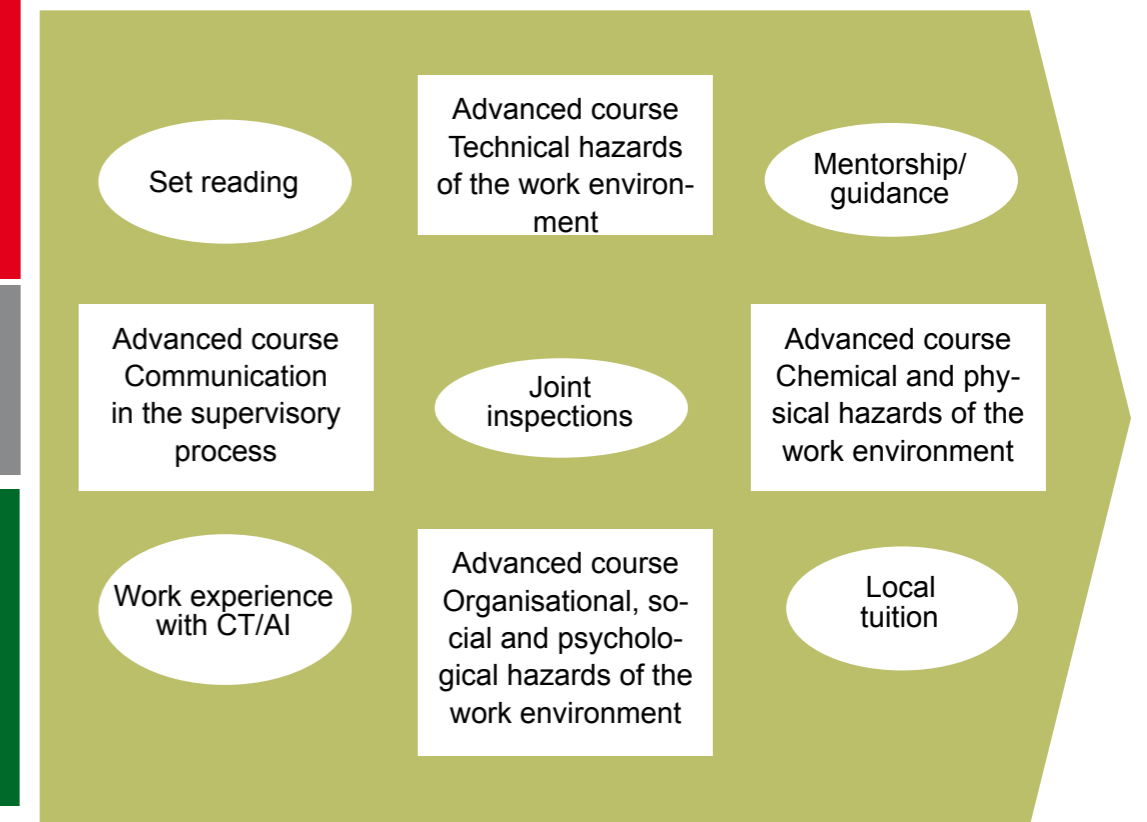 Set reading
Advanced course
Technical hazards
of the work environ-
ment
Mentorship/
guidance
Advanced course
Communication
in the supervisory
process
Joint
inspections
Advanced course
Chemical and phy-
sical hazards of the
work environment
Work experience
with CT/AI
Advanced course
Organisational, so-
cial and psycholo-
gical hazards of the
work environment
Local
tuition